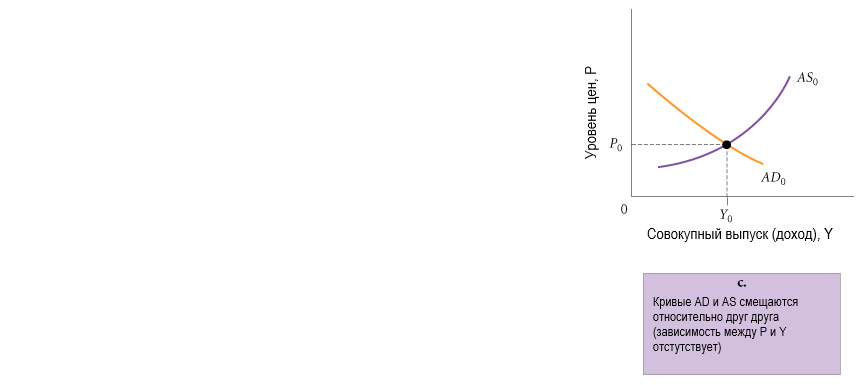 Уровень цен, P
AS₀
P₀
AD₀
0
Y₀
Совокупный выпуск (доход), Y
c.
Кривые AD и AS смещаются
относительно друг друга
(зависимость между P и Y
отстутствует)